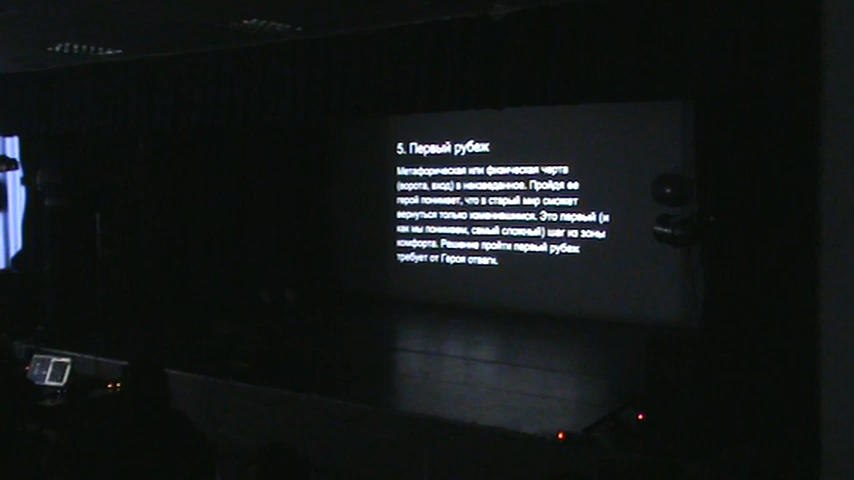 5. Первый рубеж
Метафорическая или физическая черта
(ворота, вход) в неизведанное. Пройдя ее
герой понимает, что в старый мир сможет
вернуться только изменившимся. Это первый (и
как мы понимаем, самый сложный) шаг из зоны
комфорта. Решение пройти первый рубеж
требует от Героя отваги.